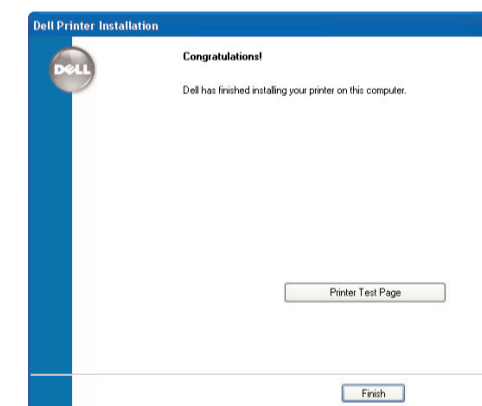 Dell Printer Installation
DELL
Congratulations!
Dell has finished installing your printer on this computer.
Printer Test Page
Finish